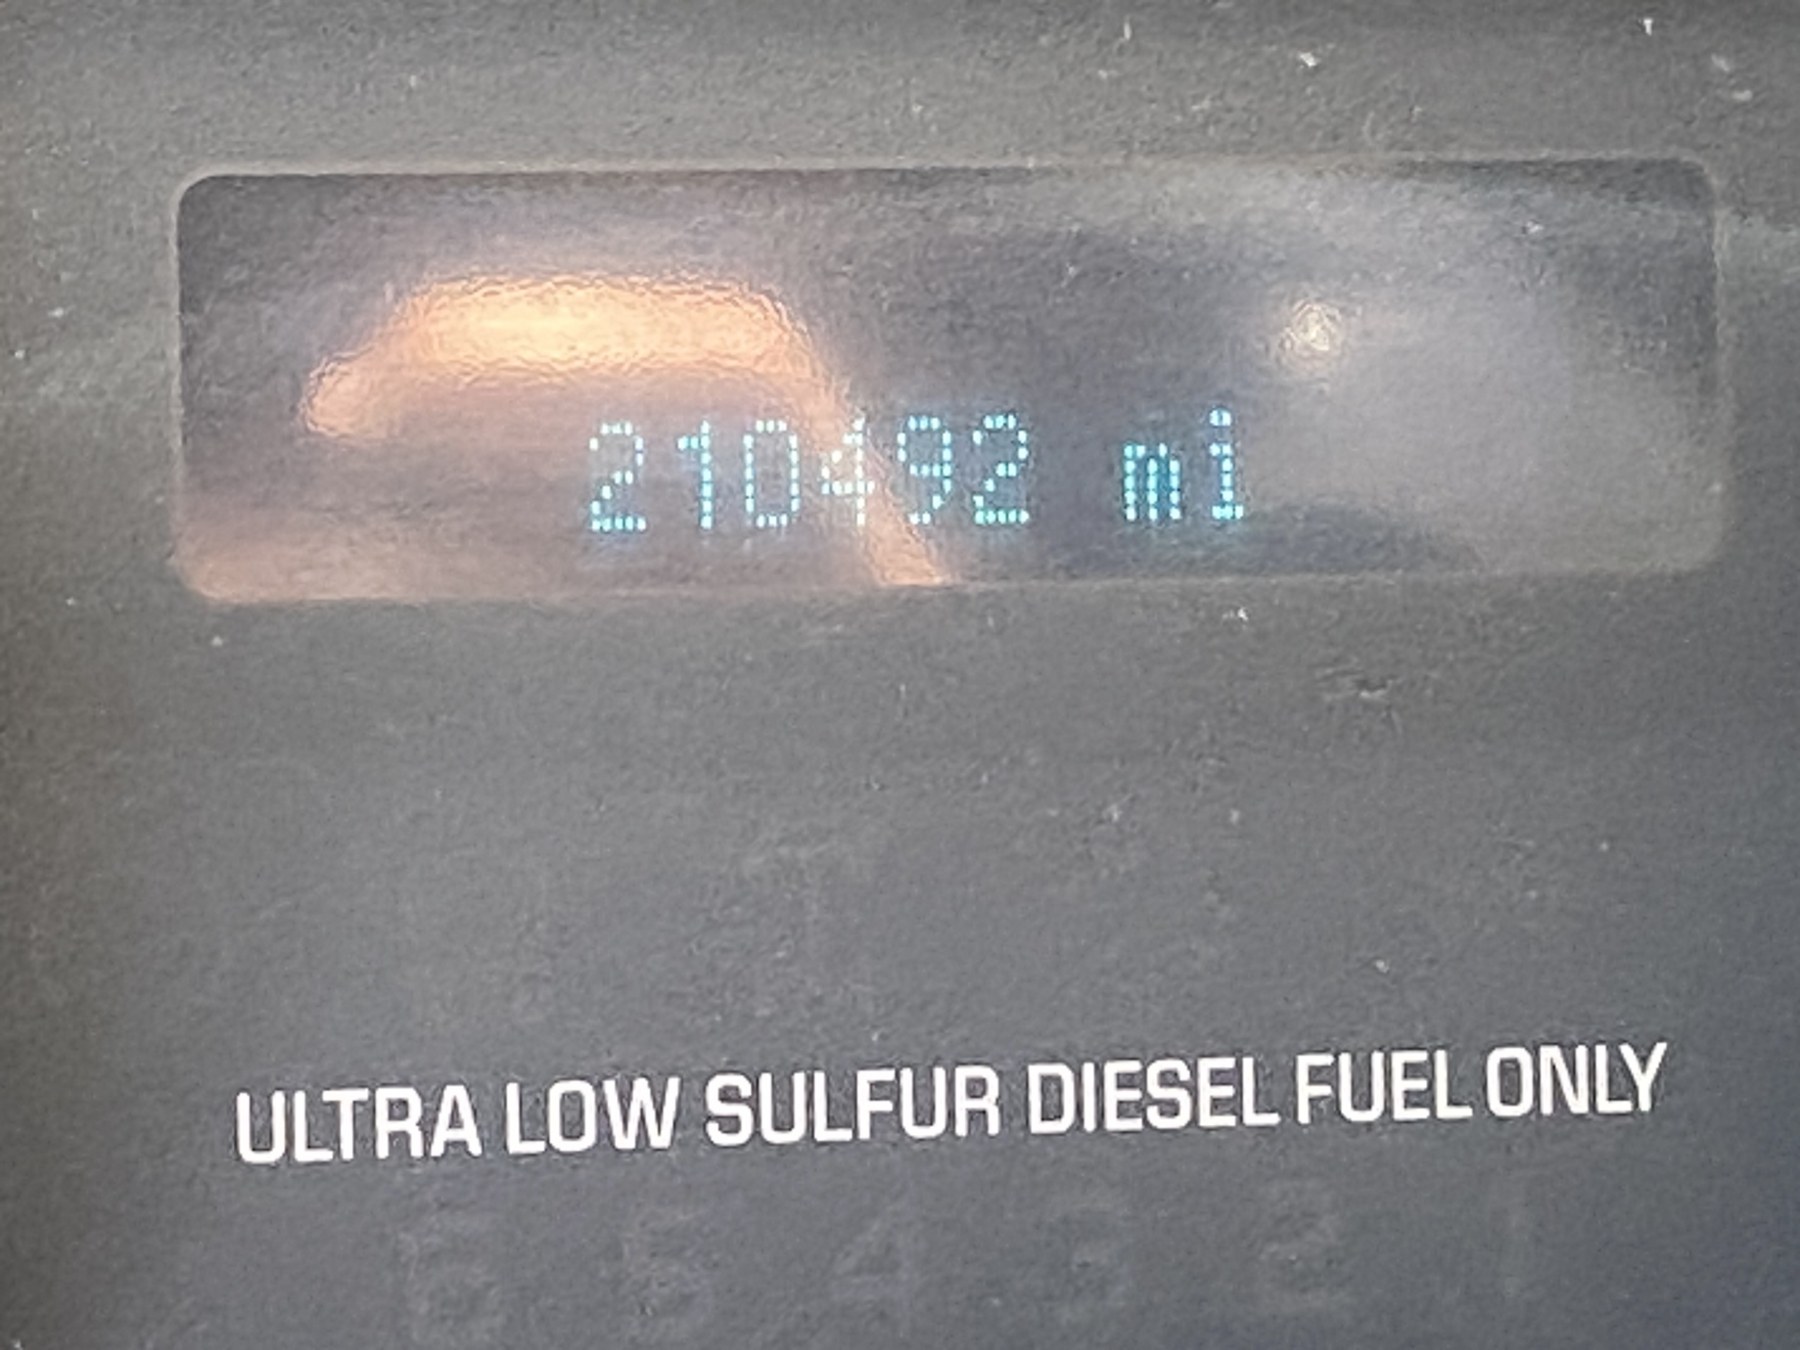 210492 mi
ULTRA LOW SULFUR DIESEL FUEL ONLY